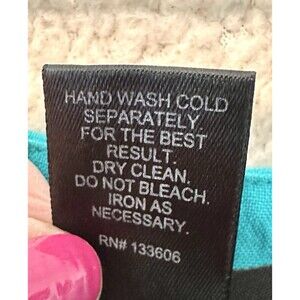 HAND WASH COLD
SEPARATELY
FOR THE BEST
RESULT.
DRY CLEAN.
DO NOT BLEACH.
IRON AS
NECESSARY.
RN# 133606